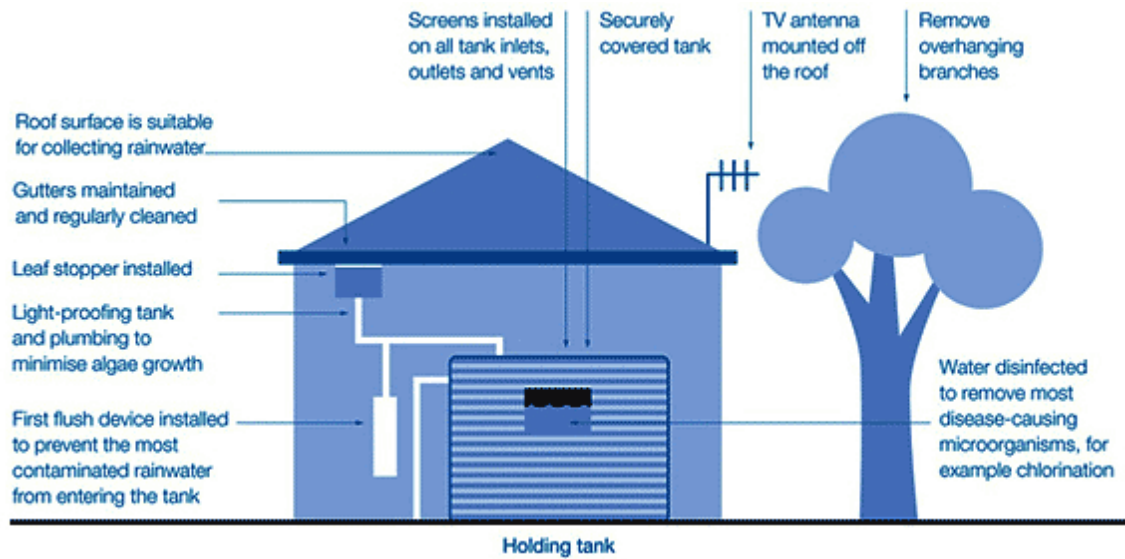 Screens installed
on all tank inlets,
outlets and vents
Securely
covered tank
TV antenna
mounted off
the roof
Remove
overhanging
branches
Roof surface is suitable
for collecting rainwater
Gutters maintained
and regularly cleaned
Leaf stopper installed
Light-proofing tank
and plumbing to
minimise algae growth
First flush device installed
to prevent the most
contaminated rainwater
from entering the tank
Water disinfected
to remove most
disease-causing
microorganisms, for
example chlorination
Holding tank